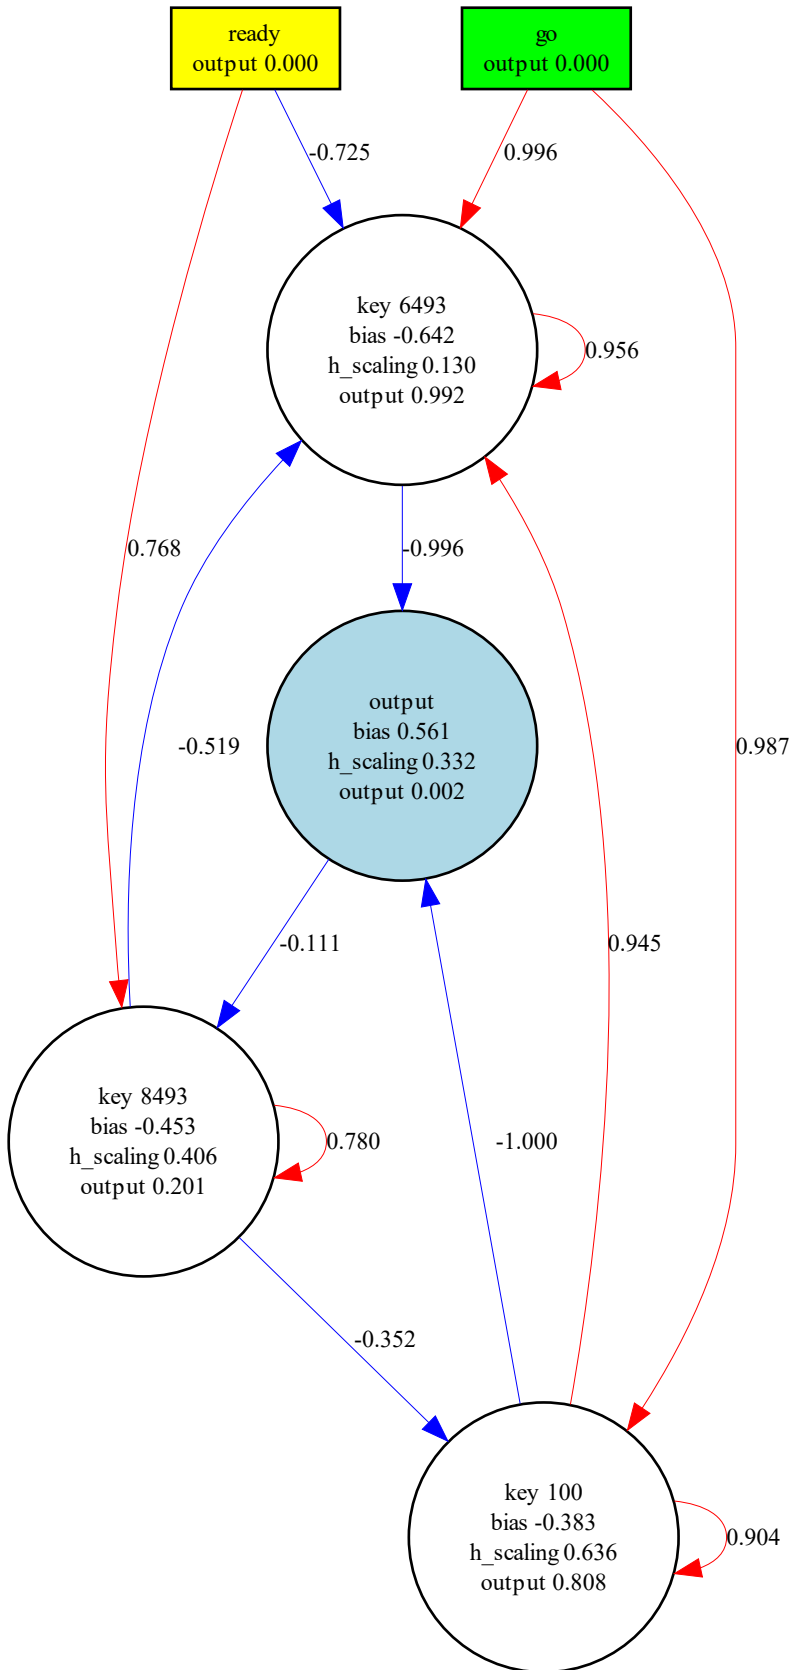 ready
output 0.000
go
output 0.000
-0.725
0.996
key 6493
bias -0.642
h_scaling 0.130
output 0.992
0.956
0.768
-0.996
output
bias 0.561
h_scaling 0.332
output 0.002
-0.519
0.987
-0.111
0.945
key 8493
bias -0.453
h_scaling 0.406
output 0.201
0.780
-1.000
-0.352
key 100
bias -0.383
h_scaling 0.636
output 0.808
0.904